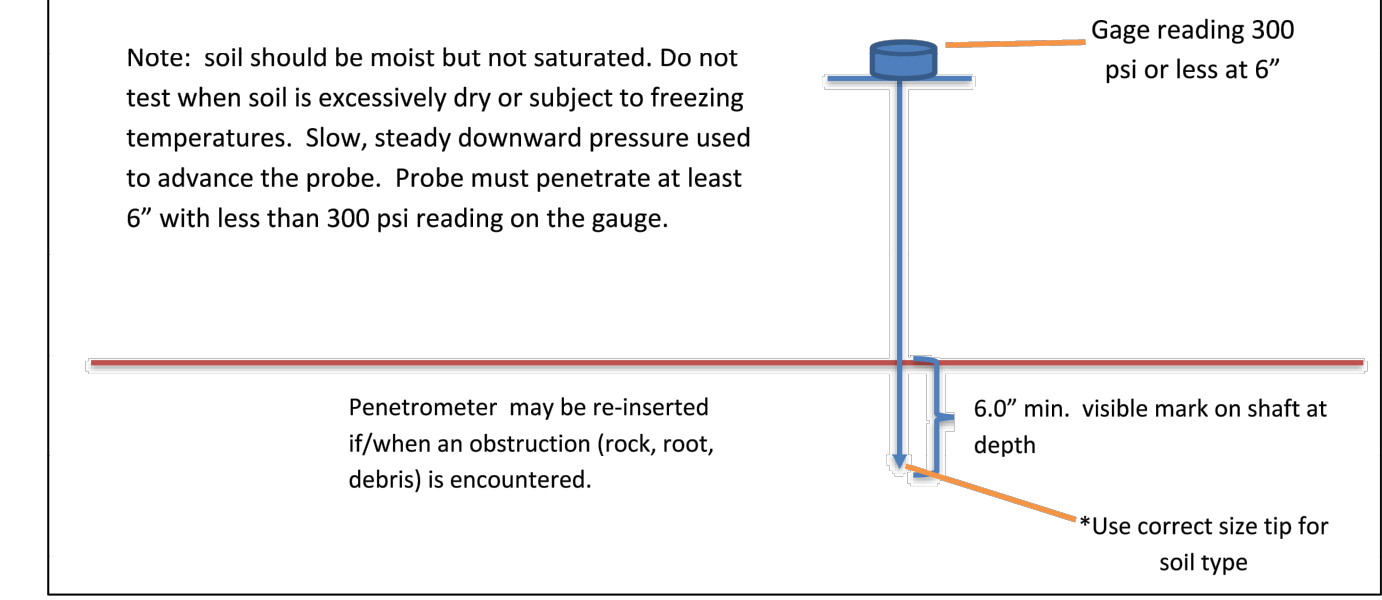 Note:  soil should be moist but not saturated. Do not
test when soil is excessively dry or subject to freezing
temperatures.  Slow, steady downward pressure used
to advance the probe.  Probe must penetrate at least
6” with less than 300 psi reading on the gauge.
Gage reading 300
psi or less at 6”
Penetrometer  may be re-inserted
if/when an obstruction (rock, root,
debris) is encountered.
6.0” min.  visible mark on shaft at
depth
*Use correct size tip for
soil type